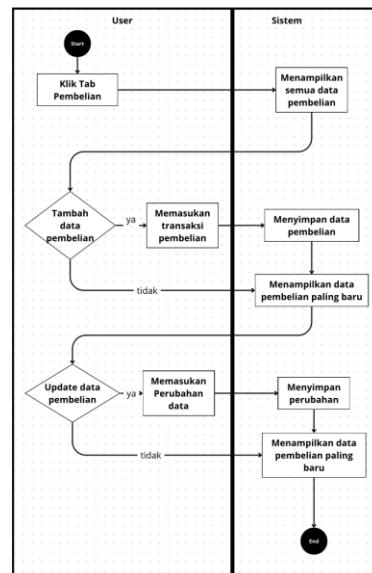 User
Sistem
Start
Klik Tab
Pembelian
Menampilkan
semua data
pembelian
Tambah
data
pembelian
ya
Memasukan
transaksi
pembelian
Menyimpan data
pembelian
tidak
Menampilkan data
pembelian paling baru
Update data
pembelian
ya
Memasukan
Perubahan
data
Menyimpan
perubahan
tidak
Menampilkan data
pembelian paling
baru
End